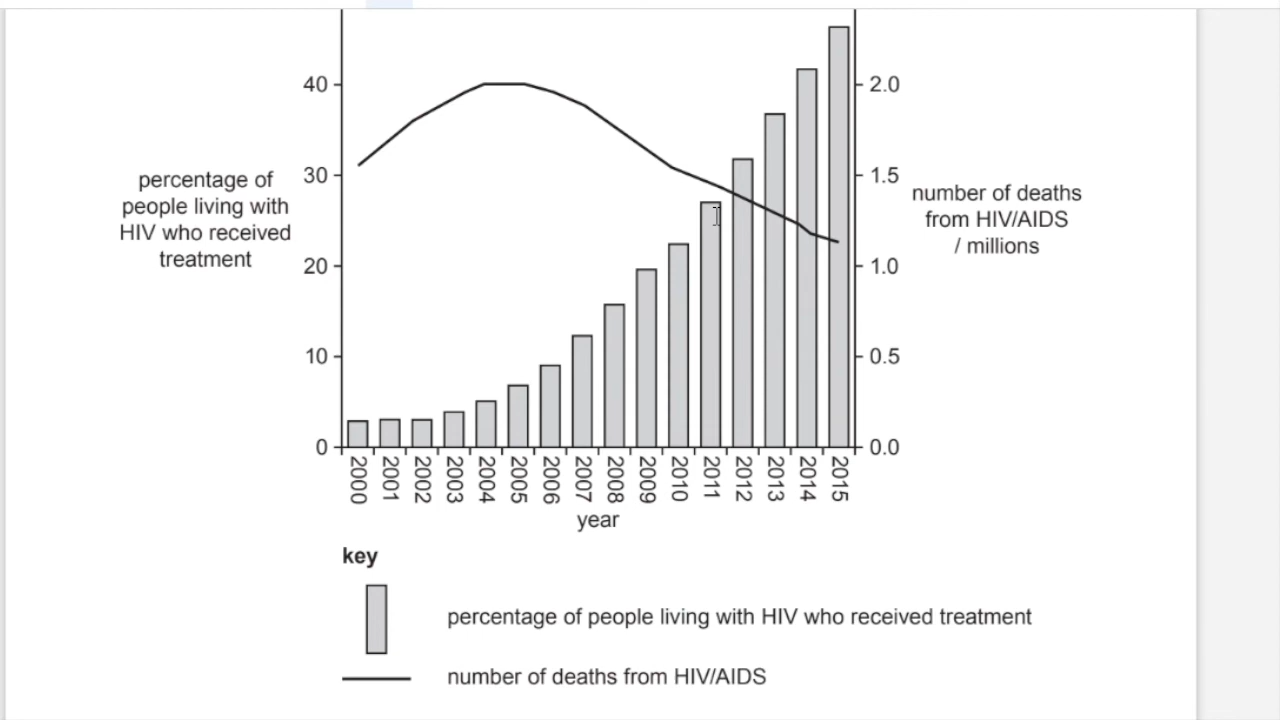 40
30
20
10
0
2.0
1.5
1.0
0.5
0.0
percentage of
people living with
HIV who received
treatment
number of deaths
from HIV/AIDS
/ millions
2000
2001
2002
2003
2004
2005
2006
2007
2008
2009
2010
2011
2012
2013
2014
2015
year
key
percentage of people living with HIV who received treatment
number of deaths from HIV/AIDS